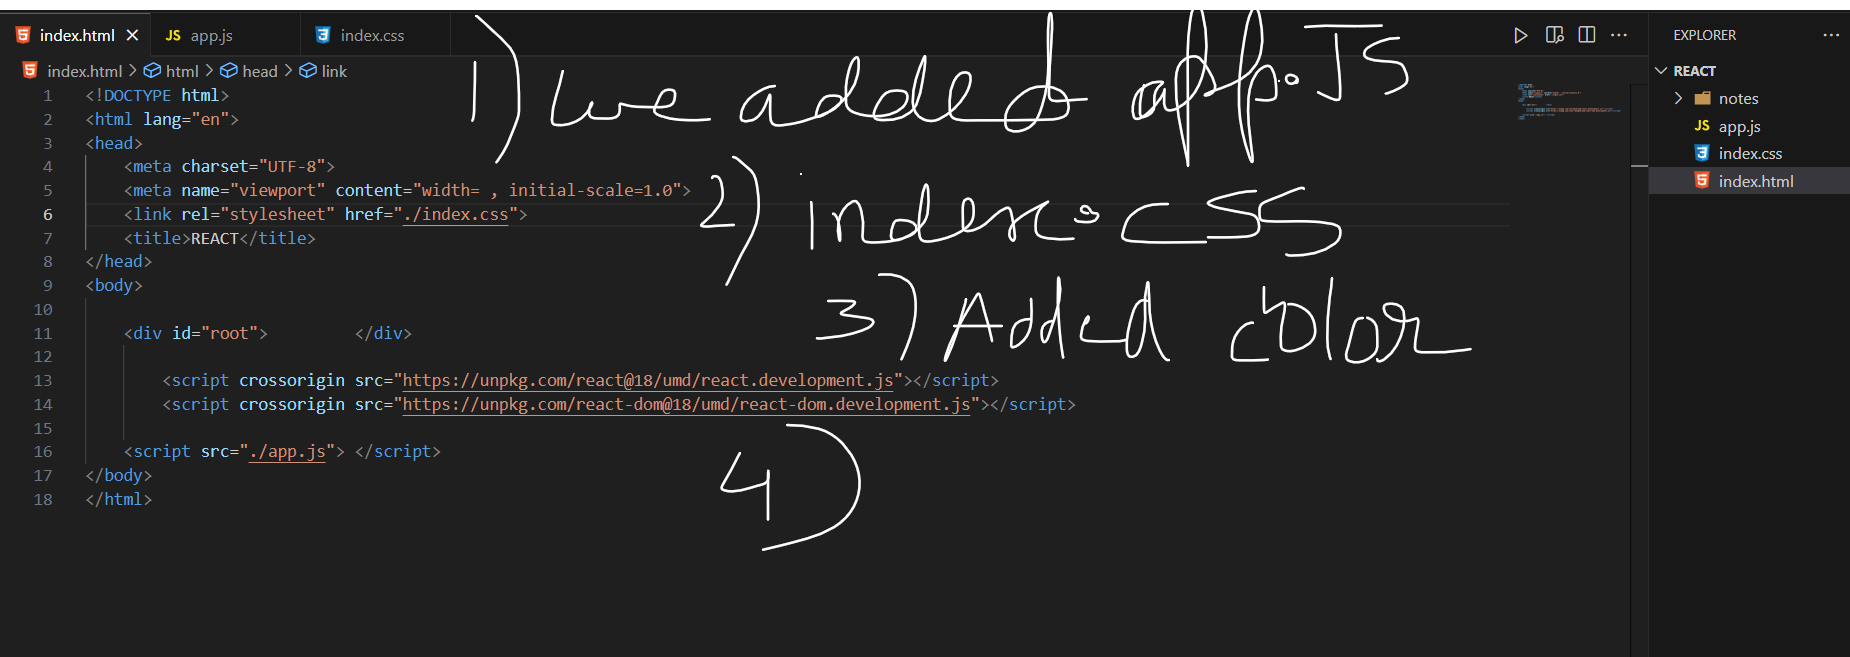 index.html
JS app.js
index.css
EXPLORER
index.html > html > head > link
REACT
1 <!DOCTYPE html>
2 <html lang="en">
3 <head>
4 <meta charset="UTF-8">
5 <meta name="viewport" content="width= , initial-scale=1.0">
6 <link rel="stylesheet" href="./index.css">
7 <title>REACT</title>
8 </head>
9 <body>
10
11 <div id="root"> </div>
12
13 <script crossorigin src="https://unpkg.com/react@18/umd/react.development.js"></script>
14 <script crossorigin src="https://unpkg.com/react-dom@18/umd/react-dom.development.js"></script>
15
16 <script src="./app.js"> </script>
17 </body>
18 </html>
1) we added app.JS
2) index.css
3) Added color
4)
notes
JS app.js
index.css
index.html